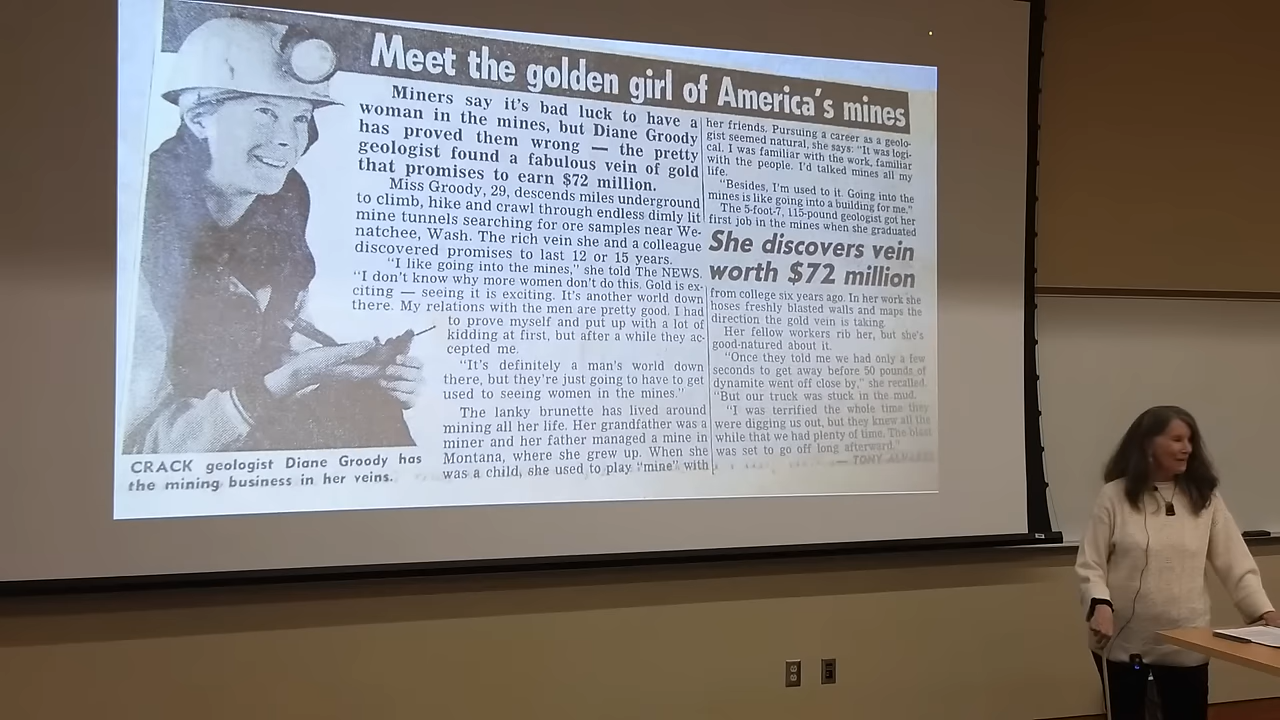 Meet the golden girl of America's mines
Miners say it's bad luck to have a
woman in the mines, but Diane Groody
has proved them wrong — the pretty
geologist found a fabulous vein of gold
that promises to earn $72 million.
Miss Groody, 29, descends miles underground
to climb, hike and crawl through endless dimly lit
mine tunnels searching for ore samples near We-
natchee, Wash. The rich vein she and a colleague
discovered promises to last 12 or 15 years.
"I like going into the mines," she told The NEWS.
"I don't know why more women don't do this. Gold is ex-
citing — seeing it is exciting. It's another world down
there. My relations with the men are pretty good. I had
to prove myself and put up with a lot of
kidding at first, but after a while they ac-
cepted me.
"It's definitely a man's world down
there, but they're just going to have to get
used to seeing women in the mines."
The lanky brunette has lived around
mining all her life. Her grandfather was a
miner and her father managed a mine in
Montana, where she grew up. When she
was a child, she used to play "mine" with
her friends. Pursuing a career as a geolo-
gist seemed natural, she says: "It was logi-
cal. I was familiar with the work, familiar
with the people. I'd talked mines all my
life.
"Besides, I'm used to it. Going into the
mines is like going into a building for me."
The 5-foot-7, 115-pound geologist got her
first job in the mines when she graduated
She discovers vein
worth $72 million
from college six years ago. In her work she
hoses freshly blasted walls and maps the
direction the gold vein is taking.
Her fellow workers rib her, but she's
good-natured about it.
"Once they told me we had only a few
seconds to get away before 50 pounds of
dynamite went off close by," she recalled.
"But our truck was stuck in the mud.
"I was terrified the whole time they
were digging us out, but they knew all the
while that we had plenty of time. The blast
was set to go off long afterward."
— TONY
CRACK geologist Diane Groody has
the mining business in her veins.